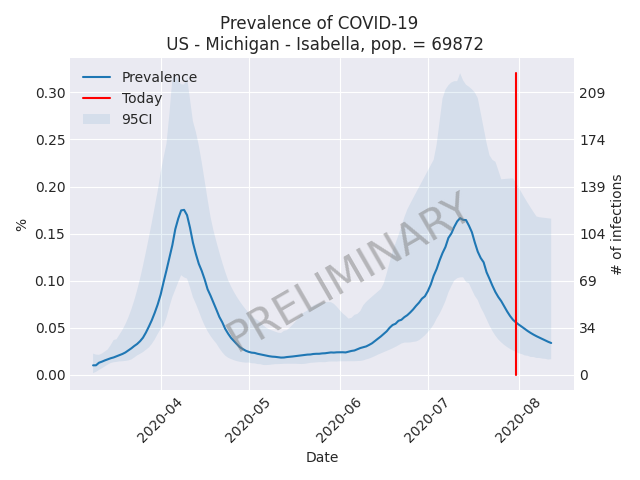 Prevalence of COVID-19
US - Michigan - Isabella, pop. = 69872
Prevalence
Today
95CI
0.30
0.25
0.20
0.15
0.10
0.05
0.00
%
209
174
139
104
69
34
0
# of infections
PRELIMINARY
2020-04
2020-05
2020-06
2020-07
2020-08
Date